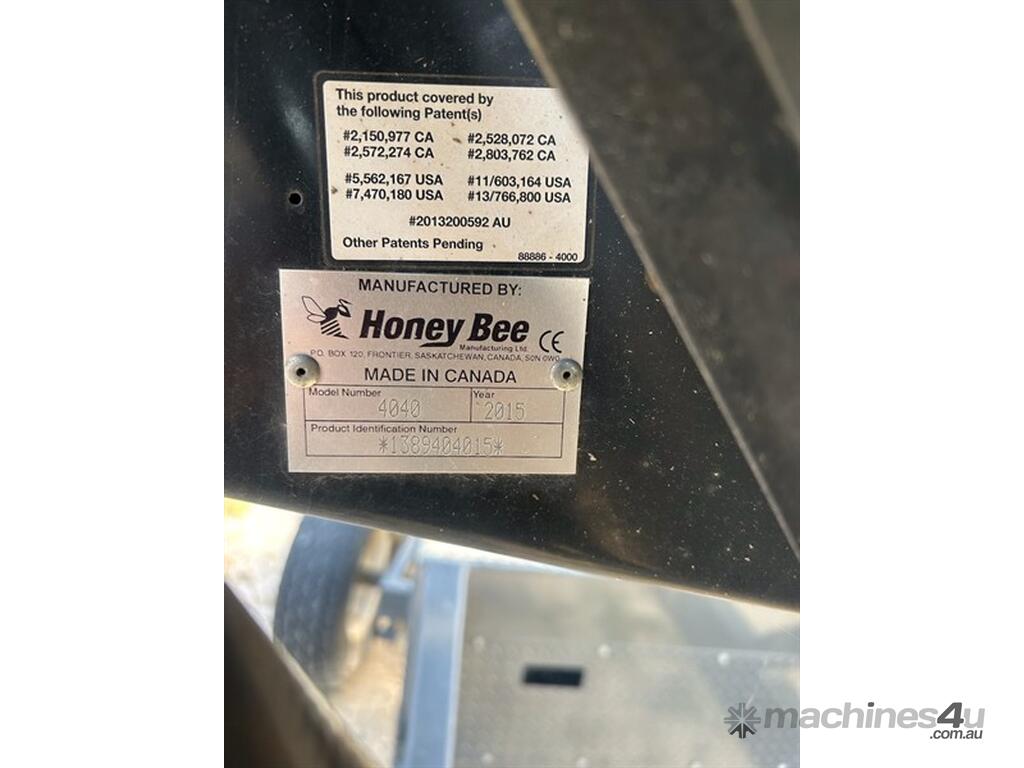 This product covered by
the following Patent(s)
#2,150,977 CA #2,528,072 CA
#2,572,274 CA #2,803,762 CA
#5,562,167 USA #11/603,164 USA
#7,470,180 USA #13/766,800 USA
#2013200592 AU
Other Patents Pending
88886 - 4000
MANUFACTURED BY:
Honey Bee CE
Manufacturing Ltd.
P.O. BOX 120, FRONTIER, SASKATCHEWAN, CANADA, S0N 0W0
MADE IN CANADA
Model Number Year
4040 2015
Product Identification Number
*1389404015*
machines4u
.com.au